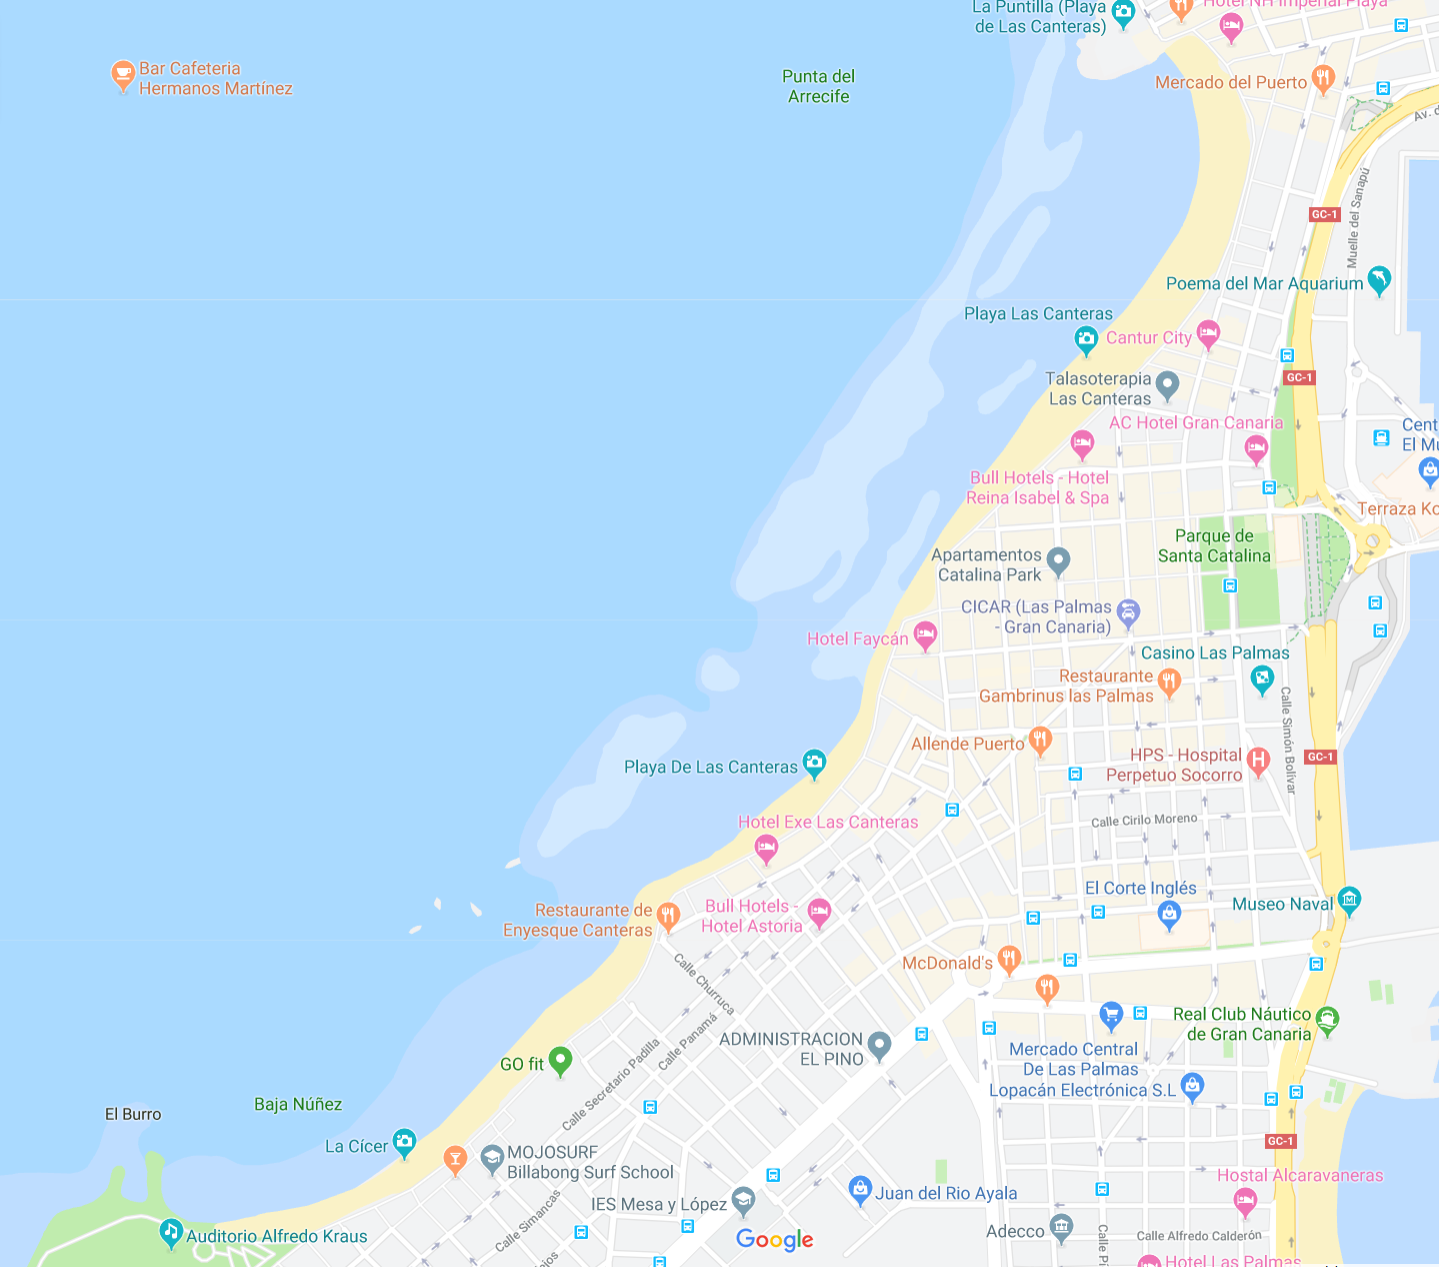 La Puntilla (Playa
de Las Canteras)
Hotel NH Imperial Playa
Bar Cafeteria
Hermanos Martínez
Punta del
Arrecife
Mercado del Puerto
Av. d
GC-1
Muelle del Sanapú
Poema del Mar Aquarium
Playa Las Canteras
Cantur City
Talasoterapia
Las Canteras
GC-1
AC Hotel Gran Canaria
Cent
El Mu
Bull Hotels - Hotel
Reina Isabel & Spa
Terraza Ko
Parque de
Santa Catalina
Apartamentos
Catalina Park
CICAR (Las Palmas
- Gran Canaria)
Hotel Faycán
Casino Las Palmas
Restaurante
Gambrinus las Palmas
Calle Simón Bolívar
Allende Puerto
HPS - Hospital
Perpetuo Socorro
GC-1
Playa De Las Canteras
Hotel Exe Las Canteras
Calle Cirilo Moreno
El Corte Inglés
Museo Naval
Restaurante de
Enyesque Canteras
Bull Hotels -
Hotel Astoria
McDonald's
Calle Churruca
Real Club Náutico
de Gran Canaria
Calle Panamá
ADMINISTRACION
EL PINO
Mercado Central
De Las Palmas
Lopacán Electrónica S.L
GO fit
Calle Secretario Padilla
Baja Núñez
El Burro
La Cícer
MOJOSURF
Billabong Surf School
GC-1
Hostal Alcaravaneras
IES Mesa y López
Juan del Rio Ayala
Calle Simancas
Auditorio Alfredo Kraus
Google
Adecco
Calle Pi
Calle Alfredo Calderón
ojos
Hotel Las Palmas